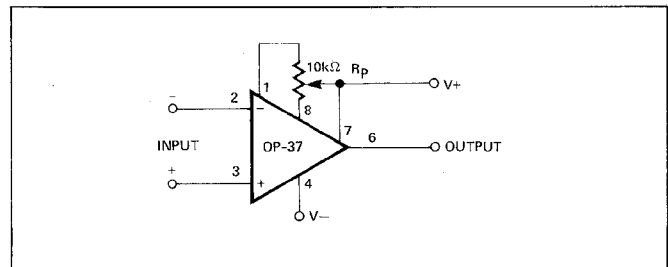 10kΩ Rp
1
V+
−
2
−
8
7
6
INPUT
OP-37
OUTPUT
+
3
+
4
V−